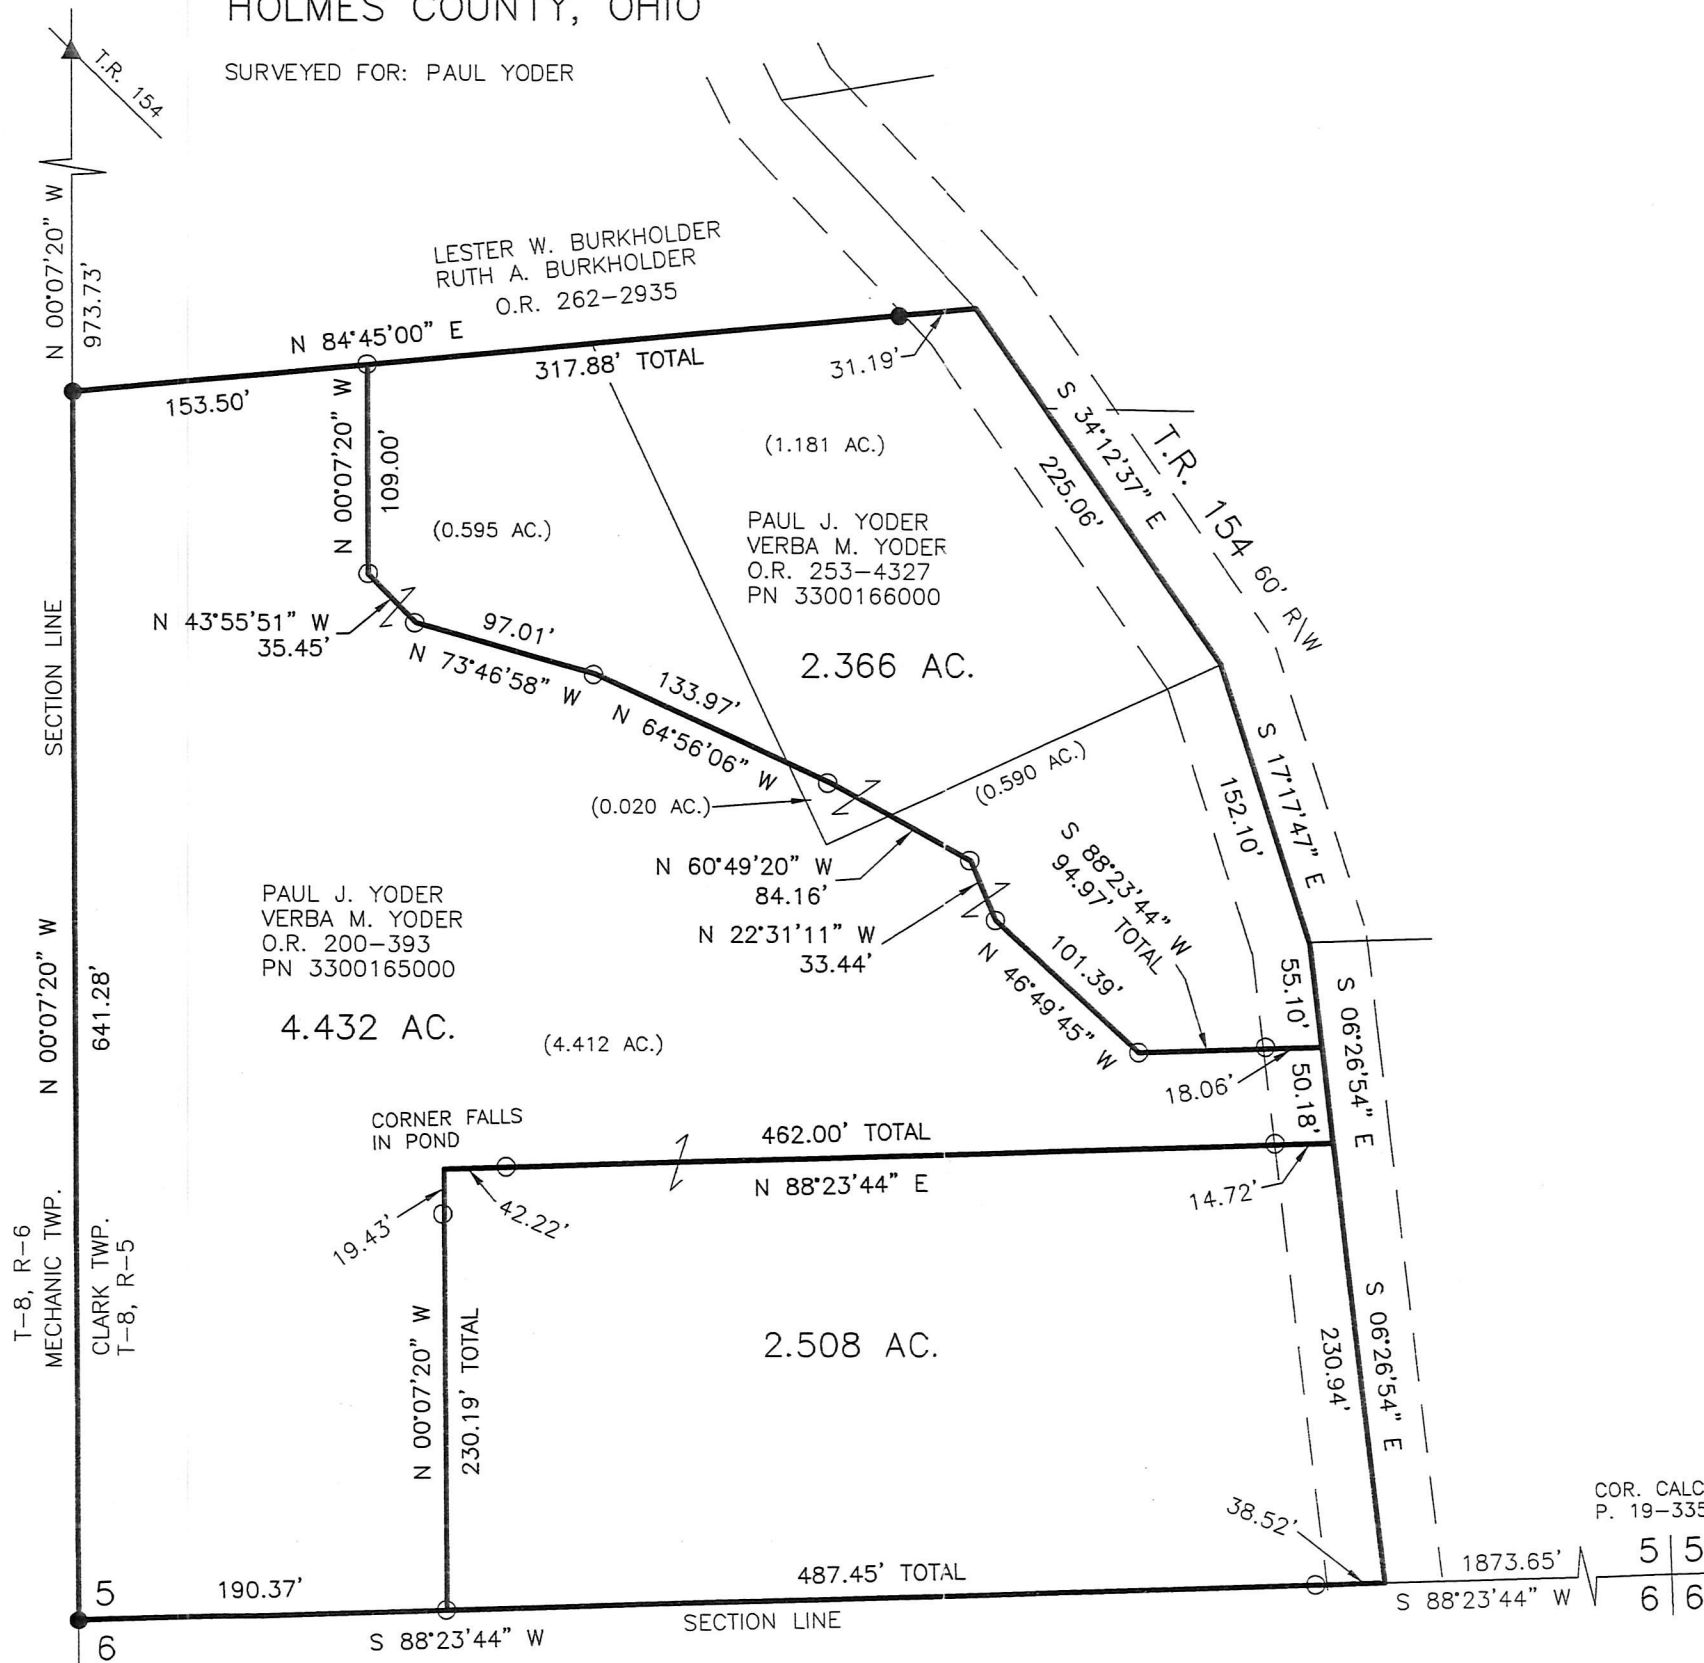 HOLMES COUNTY, OHIO
SURVEYED FOR: PAUL YODER
T.R. 154
N 00°07'20" W
973.73'
LESTER W. BURKHOLDER
RUTH A. BURKHOLDER
O.R. 262-2935
N 84°45'00" E
317.88' TOTAL
31.19'
153.50'
N 00°07'20" W
109.00'
(1.181 AC.)
(0.595 AC.)
S 34°12'37" E
225.06'
T.R. 154 60' R\W
PAUL J. YODER
VERBA M. YODER
O.R. 253-4327
PN 3300166000
2.366 AC.
N 43°55'51" W
35.45'
97.01'
N 73°46'58" W
133.97'
N 64°56'06" W
SECTION LINE
(0.020 AC.)
(0.590 AC.)
S 17°17'47" E
152.10'
N 60°49'20" W
84.16'
S 88°23'44" W
94.97' TOTAL
N 22°31'11" W
33.44'
101.39'
N 46°49'45" W
PAUL J. YODER
VERBA M. YODER
O.R. 200-393
PN 3300165000
4.432 AC.
(4.412 AC.)
N 00°07'20" W
641.28'
55.10'
S 06°26'54" E
18.06'
50.18'
CORNER FALLS
IN POND
462.00' TOTAL
N 88°23'44" E
14.72'
19.43'
42.22'
T-8, R-6
MECHANIC TWP.
CLARK TWP.
T-8, R-5
N 00°07'20" W
230.19' TOTAL
2.508 AC.
230.94'
S 06°26'54" E
38.52'
COR. CALC
P. 19-335
5 5
6 6
1873.65'
S 88°23'44" W
487.45' TOTAL
190.37'
5
6
S 88°23'44" W
SECTION LINE